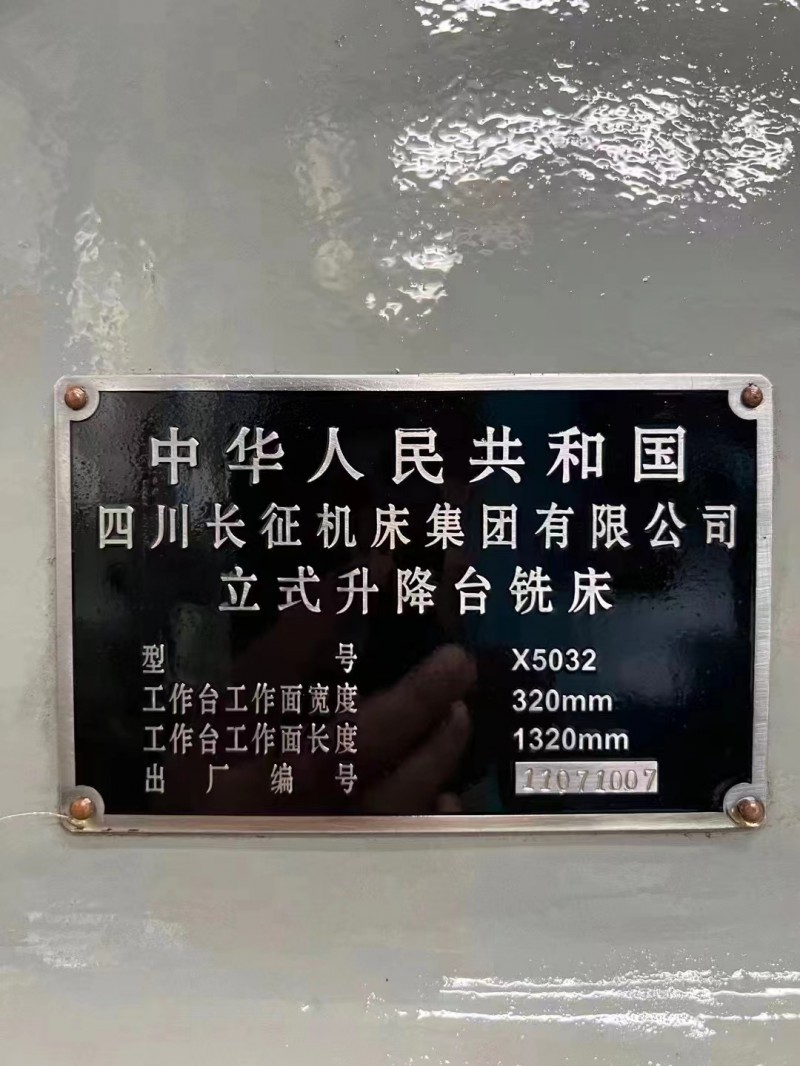 中华人民共和国
四川长征机床集团有限公司
立式升降台铣床
型号 X5032
工作台工作面宽度 320mm
工作台工作面长度 1320mm
出厂编号 11071007